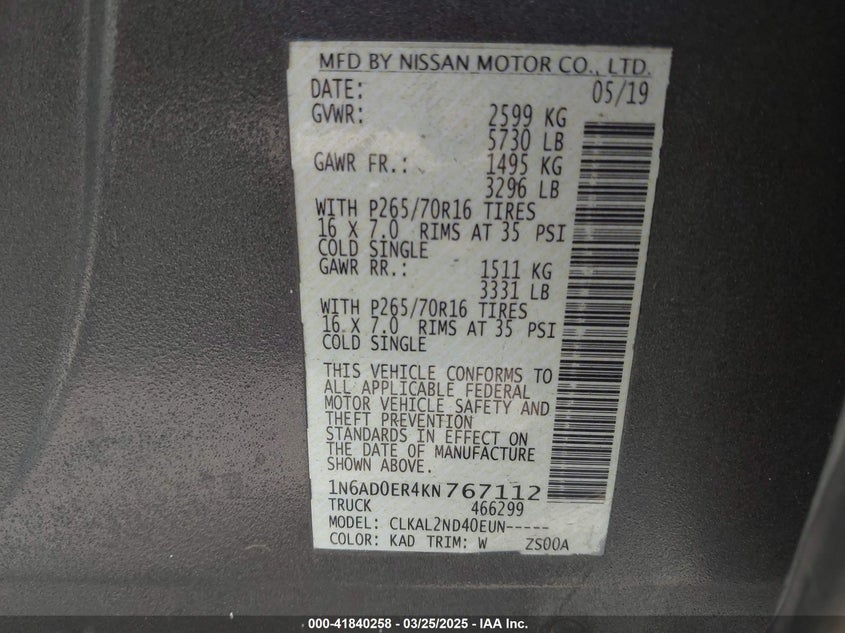 MFD BY NISSAN MOTOR CO., LTD.
DATE: 05/19
GVWR: 2599 KG
5730 LB
GAWR FR.: 1495 KG
3296 LB
WITH P265/70R16 TIRES
16 X 7.0 RIMS AT 35 PSI
COLD SINGLE
GAWR RR.: 1511 KG
3331 LB
WITH P265/70R16 TIRES
16 X 7.0 RIMS AT 35 PSI
COLD SINGLE
THIS VEHICLE CONFORMS TO
ALL APPLICABLE FEDERAL
MOTOR VEHICLE SAFETY AND
THEFT PREVENTION
STANDARDS IN EFFECT ON
THE DATE OF MANUFACTURE
SHOWN ABOVE.
1N6AD0ER4KN767112
TRUCK 466299
MODEL: CLKAL2ND40EUN-----
COLOR: KAD TRIM: W ZS00A
000-41840258 - 03/25/2025 - IAA Inc.